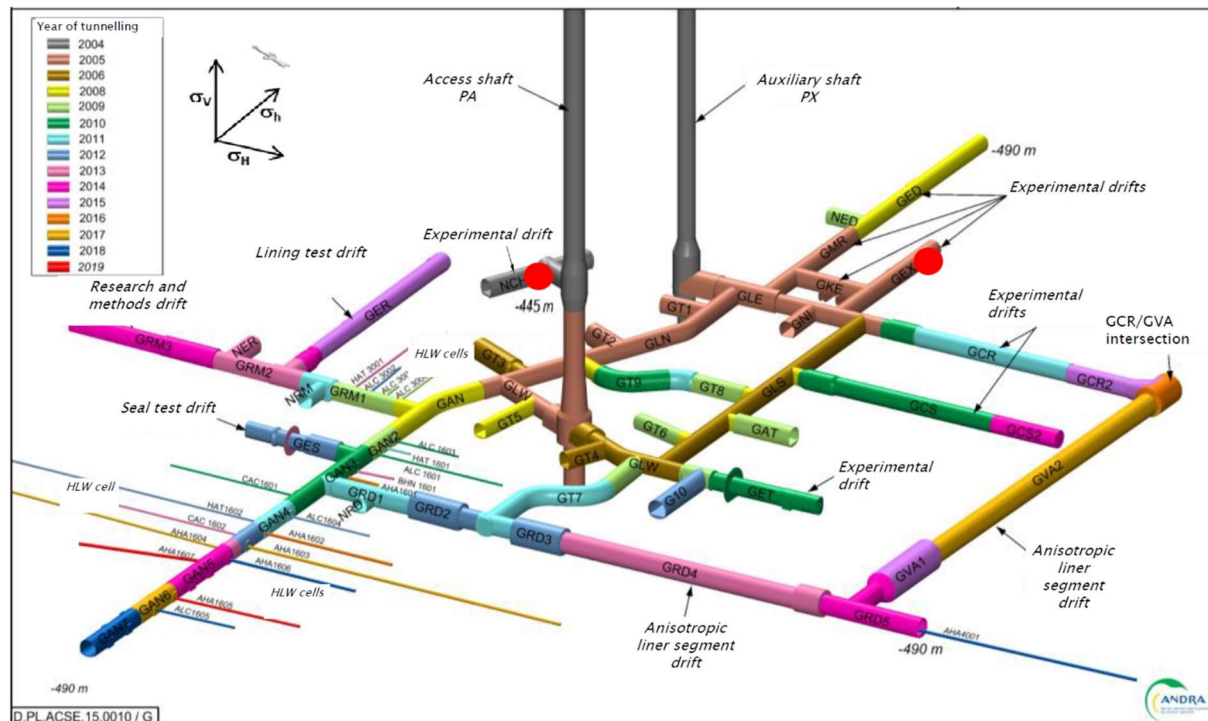 Year of tunnelling
2004
2005
2006
2008
2009
2010
2011
2012
2013
2014
2015
2016
2017
2018
2019
σV
σh
σH
Access shaft
PA
Auxiliary shaft
PX
-490 m
Experimental drifts
GED
NED
GMR
GEX
GKE
GLE
GNI
GT1
Experimental drift
NCH
-445 m
Lining test drift
Research and
methods drift
GER
NER
GRM3
GRM2
NRM
GRM1
HAT 3001
ALC 3002
HLW cells
GT2
GLN
GT3
GLW
GAN
GT5
GT9
GT8
GLS
GT6
GAT
GT4
GLW
Experimental
drifts
GCR
GCR2
GCR/GVA
intersection
GCS
GCS2
Seal test drift
GES
GAN2
GAN3
ALC 1603
HAT 1601
ALC 1601
BHN 1601
AHA1601
CAC1601
HLW cell
GRD1
NRD
GRD2
GRD3
GT7
G10
GET
Experimental
drift
GVA2
HAT1602
CAC 1602
AHA1604
AHA1607
GAN4
ALC1604
AHA1602
AHA1603
AHA1606
HLW cells
GAN5
AHA1605
GAN6
ALC1605
GAN7
GRD4
GRD5
GVA1
Anisotropic
liner segment
drift
Anisotropic
liner
segment
drift
AHA4001
-490 m
-490 m
D.PL.ACSE.15.0010 / G
ANDRA